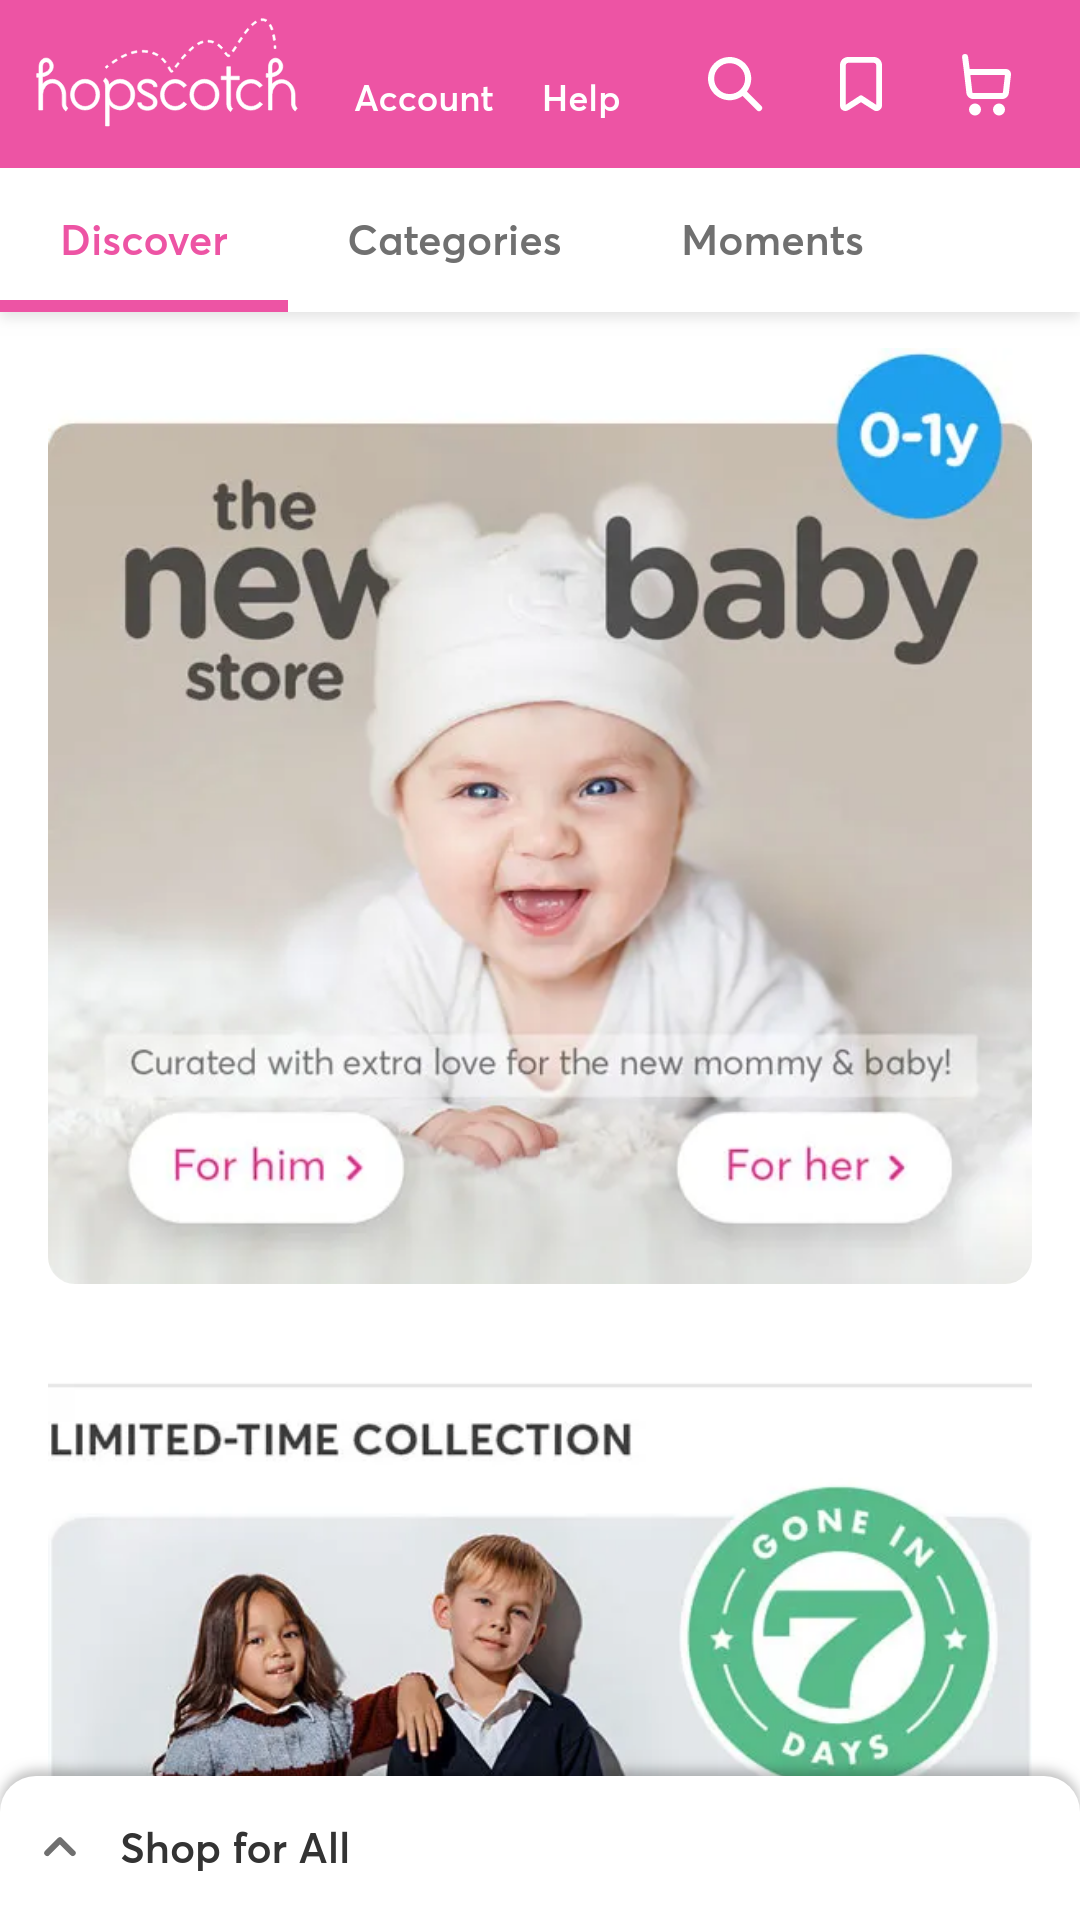 hopscotch
Account
Help
Discover
Categories
Moments
0-1y
the
new baby
store
Curated with extra love for the new mommy & baby!
For him
For her
LIMITED-TIME COLLECTION
GONE IN
7
DAYS
Shop for All